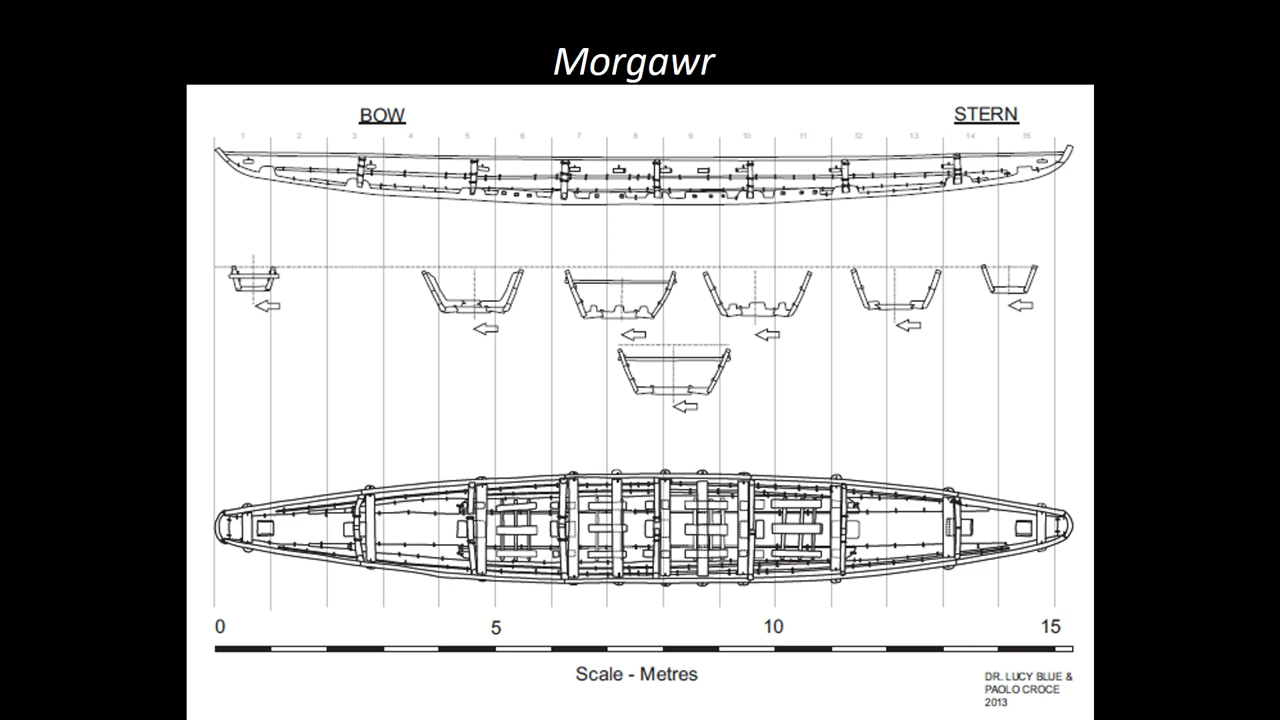 Morgawr
BOW STERN
1 2 3 4 5 6 7 8 9 10 11 12 13 14 15
0 5 10 15
Scale - Metres
DR. LUCY BLUE &
PAOLO CROCE
2013